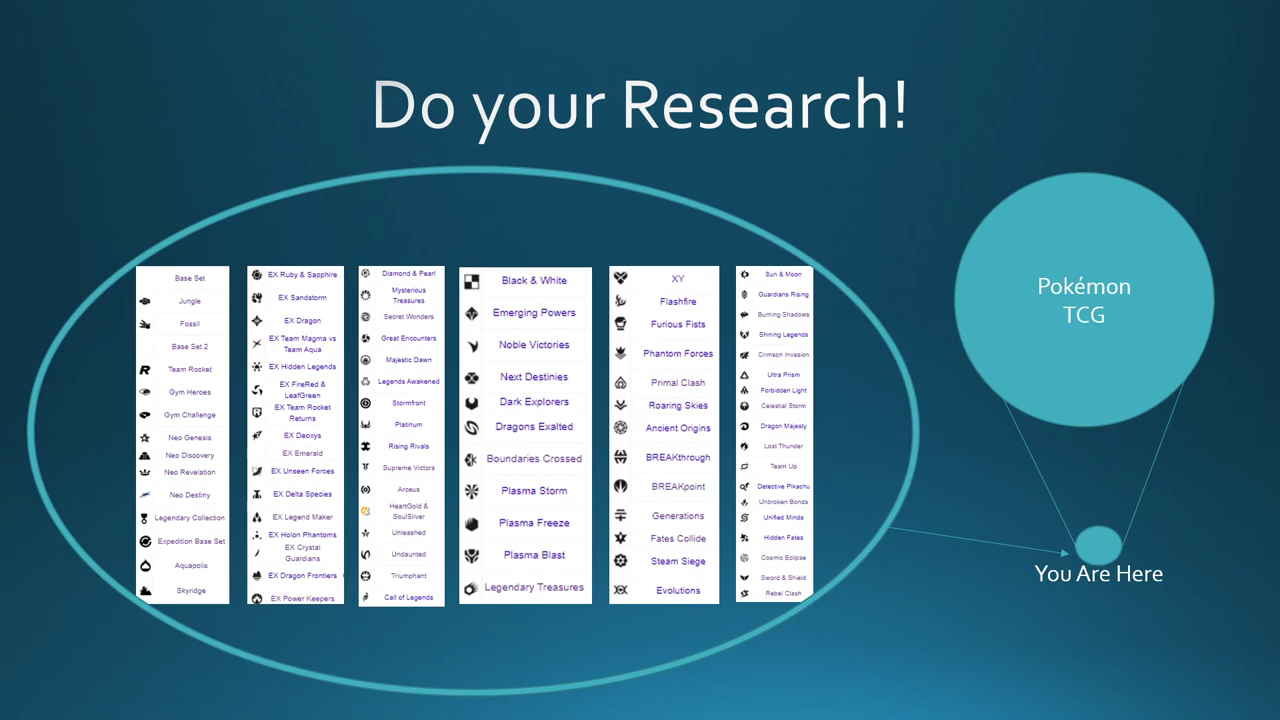 Do your Research!
Base Set
Jungle
Fossil
Base Set 2
Team Rocket
Gym Heroes
Gym Challenge
Neo Genesis
Neo Discovery
Neo Revelation
Neo Destiny
Legendary Collection
Expedition Base Set
Aquapolis
Skyridge
EX Ruby & Sapphire
EX Sandstorm
EX Dragon
EX Team Magma vs
Team Aqua
EX Hidden Legends
EX FireRed &
LeafGreen
EX Team Rocket
Returns
EX Deoxys
EX Emerald
EX Unseen Forces
EX Delta Species
EX Legend Maker
EX Holon Phantoms
EX Crystal
Guardians
EX Dragon Frontiers
EX Power Keepers
Diamond & Pearl
Mysterious
Treasures
Secret Wonders
Great Encounters
Majestic Dawn
Legends Awakened
Stormfront
Platinum
Rising Rivals
Supreme Victors
Arceus
HeartGold &
SoulSilver
Unleashed
Undaunted
Triumphant
Call of Legends
Black & White
Emerging Powers
Noble Victories
Next Destinies
Dark Explorers
Dragons Exalted
Boundaries Crossed
Plasma Storm
Plasma Freeze
Plasma Blast
Legendary Treasures
XY
Flashfire
Furious Fists
Phantom Forces
Primal Clash
Roaring Skies
Ancient Origins
BREAKthrough
BREAKpoint
Generations
Fates Collide
Steam Siege
Evolutions
Sun & Moon
Guardians Rising
Burning Shadows
Shining Legends
Crimson Invasion
Ultra Prism
Forbidden Light
Celestial Storm
Dragon Majesty
Lost Thunder
Team Up
Detective Pikachu
Unbroken Bonds
Unified Minds
Hidden Fates
Cosmic Eclipse
Sword & Shield
Rebel Clash
Pokémon
TCG
You Are Here